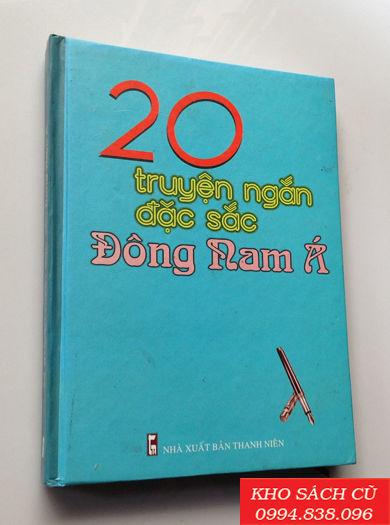 20
truyện ngắn
đặc sắc
Đông Nam Á
NHÀ XUẤT BẢN THANH NIÊN
KHO SÁCH CŨ
0994.838.096